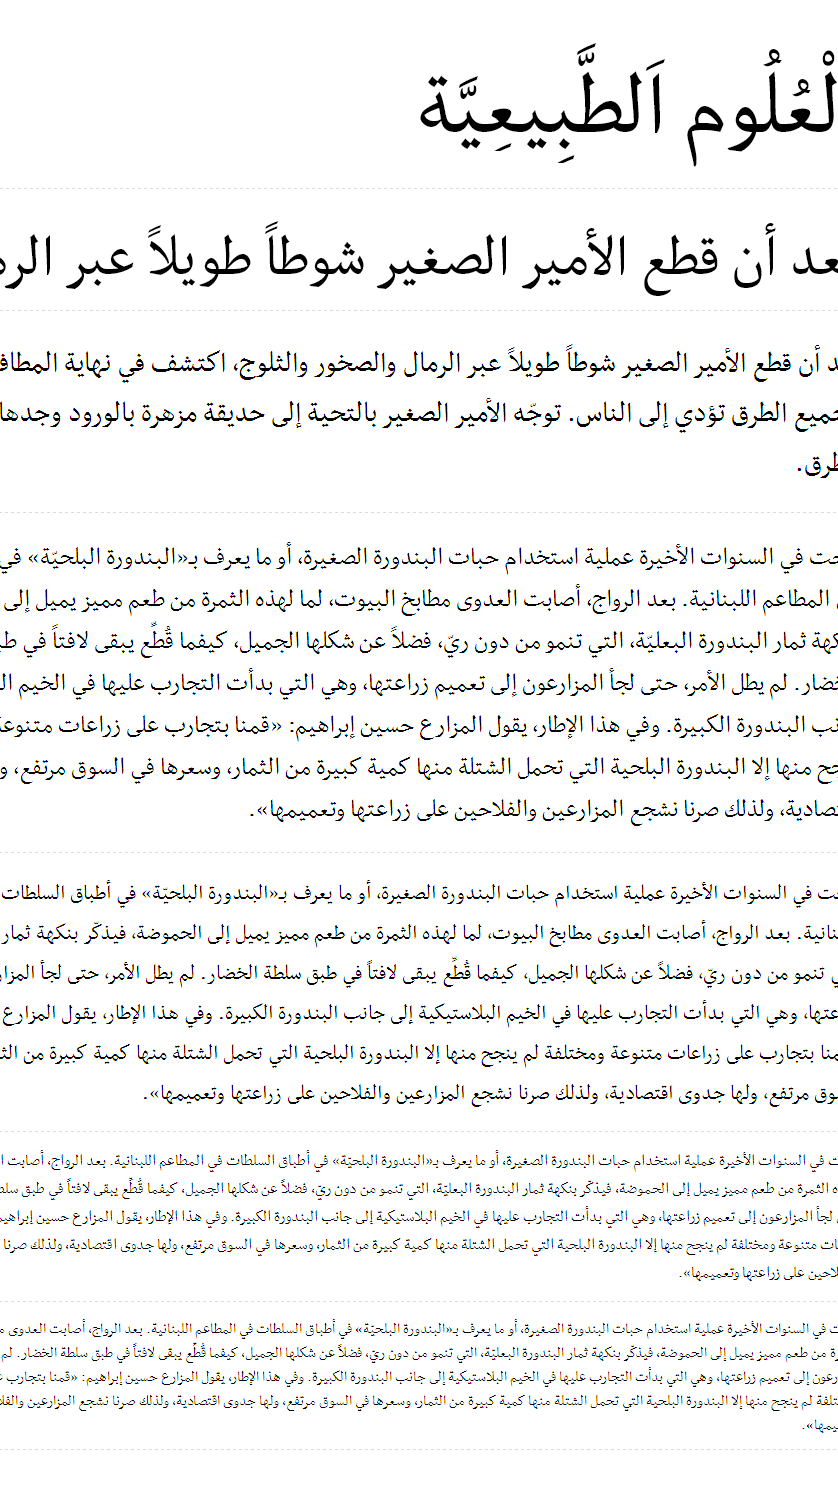 لْعُلُوم اَلطَّبِيعِيَّة
عد أن قطع الأمير الصغير شوطاً طويلاً عبر الر
د أن قطع الأمير الصغير شوطاً طويلاً عبر الرمال والصخور والثلوج، اكتشف في نهاية المطاف
جميع الطرق تؤدي إلى الناس. توجّه الأمير الصغير بالتحية إلى حديقة مزهرة بالورود وجدها
طرق.
جت في السنوات الأخيرة عملية استخدام حبات البندورة الصغيرة، أو ما يعرف بـ«البندورة البلحيّة» في
المطاعم اللبنانية. بعد الرواج، أصابت العدوى مطابخ البيوت، لما لهذه الثمرة من طعم مميز يميل إلى
كهة ثمار البندورة البعليّة، التي تنمو من دون ريّ، فضلاً عن شكلها الجميل، كيفما قُطِّع يبقى لافتاً في طب
خضار. لم يطل الأمر، حتى لجأ المزارعون إلى تعميم زراعتها، وهي التي بدأت التجارب عليها في الخيم ال
نب البندورة الكبيرة. وفي هذا الإطار، يقول المزارع حسين إبراهيم: «قمنا بتجارب على زراعات متنوعة
جح منها إلا البندورة البلحية التي تحمل الشتلة منها كمية كبيرة من الثمار، وسعرها في السوق مرتفع، و
تصادية، ولذلك صرنا نشجع المزارعين والفلاحين على زراعتها وتعميمها».
جت في السنوات الأخيرة عملية استخدام حبات البندورة الصغيرة، أو ما يعرف بـ«البندورة البلحيّة» في أطباق السلطات
نانية. بعد الرواج، أصابت العدوى مطابخ البيوت، لما لهذه الثمرة من طعم مميز يميل إلى الحموضة، فيذكّر بنكهة ثمار
ي تنمو من دون ريّ، فضلاً عن شكلها الجميل، كيفما قُطِّع يبقى لافتاً في طبق سلطة الخضار. لم يطل الأمر، حتى لجأ المزار
عتها، وهي التي بدأت التجارب عليها في الخيم البلاستيكية إلى جانب البندورة الكبيرة. وفي هذا الإطار، يقول المزارع
منا بتجارب على زراعات متنوعة ومختلفة لم ينجح منها إلا البندورة البلحية التي تحمل الشتلة منها كمية كبيرة من الث
وق مرتفع، ولها جدوى اقتصادية، ولذلك صرنا نشجع المزارعين والفلاحين على زراعتها وتعميمها».
ت في السنوات الأخيرة عملية استخدام حبات البندورة الصغيرة، أو ما يعرف بـ«البندورة البلحيّة» في أطباق السلطات في المطاعم اللبنانية. بعد الرواج، أصابت ا
ه الثمرة من طعم مميز يميل إلى الحموضة، فيذكّر بنكهة ثمار البندورة البعليّة، التي تنمو من دون ريّ، فضلاً عن شكلها الجميل، كيفما قُطِّع يبقى لافتاً في طبق سلط
لجأ المزارعون إلى تعميم زراعتها، وهي التي بدأت التجارب عليها في الخيم البلاستيكية إلى جانب البندورة الكبيرة. وفي هذا الإطار، يقول المزارع حسين إبراهيم
ات متنوعة ومختلفة لم ينجح منها إلا البندورة البلحية التي تحمل الشتلة منها كمية كبيرة من الثمار، وسعرها في السوق مرتفع، ولها جدوى اقتصادية، ولذلك صرنا
لاحين على زراعتها وتعميمها».
ت في السنوات الأخيرة عملية استخدام حبات البندورة الصغيرة، أو ما يعرف بـ«البندورة البلحيّة» في أطباق السلطات في المطاعم اللبنانية. بعد الرواج، أصابت العدوى م
رة من طعم مميز يميل إلى الحموضة، فيذكّر بنكهة ثمار البندورة البعليّة، التي تنمو من دون ريّ، فضلاً عن شكلها الجميل، كيفما قُطِّع يبقى لافتاً في طبق سلطة الخضار. لم
ارعون إلى تعميم زراعتها، وهي التي بدأت التجارب عليها في الخيم البلاستيكية إلى جانب البندورة الكبيرة. وفي هذا الإطار، يقول المزارع حسين إبراهيم: «قمنا بتجارب ع
تلفة لم ينجح منها إلا البندورة البلحية التي تحمل الشتلة منها كمية كبيرة من الثمار، وسعرها في السوق مرتفع، ولها جدوى اقتصادية، ولذلك صرنا نشجع المزارعين والفلا
يمها».